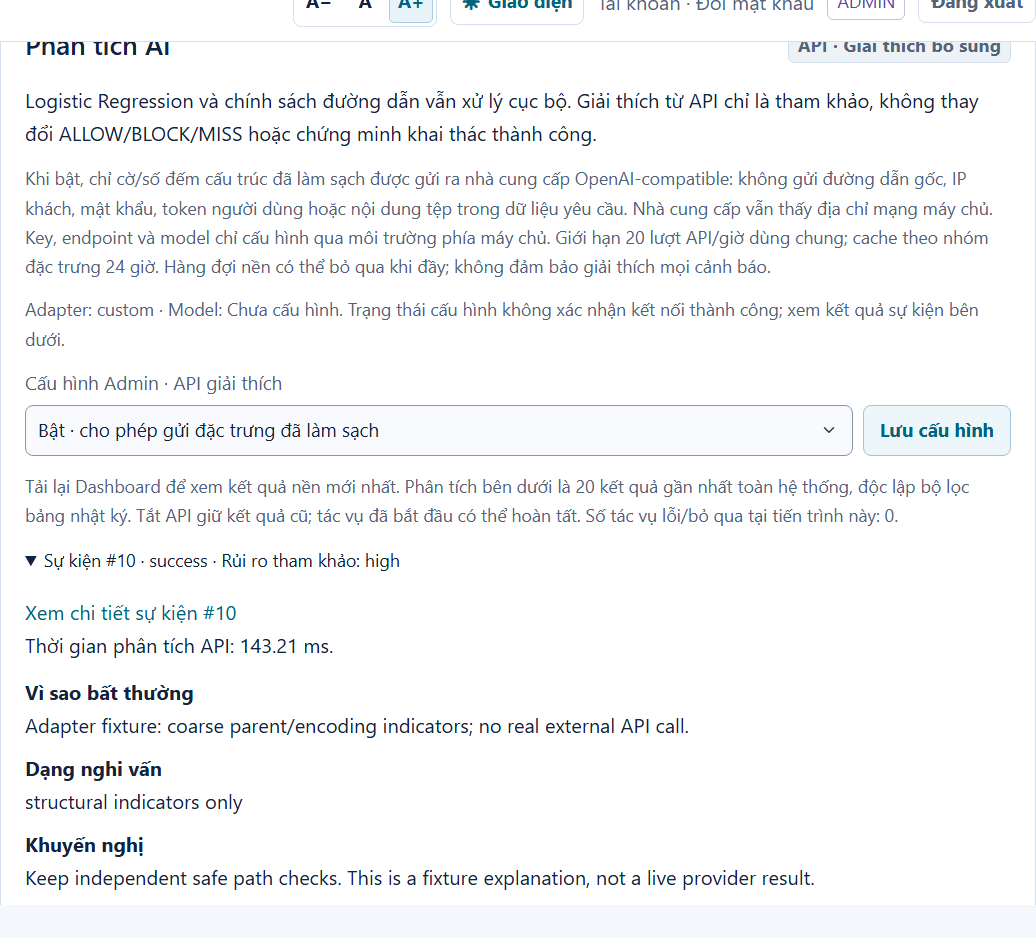 A− A A+ Giao diện Tài khoản · Đổi mật khẩu ADMIN Đăng xuất
Phân tích AI API · Giải thích bổ sung
Logistic Regression và chính sách đường dẫn vẫn xử lý cục bộ. Giải thích từ API chỉ là tham khảo, không thay
đổi ALLOW/BLOCK/MISS hoặc chứng minh khai thác thành công.
Khi bật, chỉ cờ/số đếm cấu trúc đã làm sạch được gửi ra nhà cung cấp OpenAI-compatible: không gửi đường dẫn gốc, IP
khách, mật khẩu, token người dùng hoặc nội dung tệp trong dữ liệu yêu cầu. Nhà cung cấp vẫn thấy địa chỉ mạng máy chủ.
Key, endpoint và model chỉ cấu hình qua môi trường phía máy chủ. Giới hạn 20 lượt API/giờ dùng chung; cache theo nhóm
đặc trưng 24 giờ. Hàng đợi nền có thể bỏ qua khi đầy; không đảm bảo giải thích mọi cảnh báo.
Adapter: custom · Model: Chưa cấu hình. Trạng thái cấu hình không xác nhận kết nối thành công; xem kết quả sự kiện bên
dưới.
Cấu hình Admin · API giải thích
Bật · cho phép gửi đặc trưng đã làm sạch
Lưu cấu hình
Tải lại Dashboard để xem kết quả nền mới nhất. Phân tích bên dưới là 20 kết quả gần nhất toàn hệ thống, độc lập bộ lọc
bảng nhật ký. Tắt API giữ kết quả cũ; tác vụ đã bắt đầu có thể hoàn tất. Số tác vụ lỗi/bỏ qua tại tiến trình này: 0.
▼ Sự kiện #10 · success · Rủi ro tham khảo: high
Xem chi tiết sự kiện #10
Thời gian phân tích API: 143.21 ms.
Vì sao bất thường
Adapter fixture: coarse parent/encoding indicators; no real external API call.
Dạng nghi vấn
structural indicators only
Khuyến nghị
Keep independent safe path checks. This is a fixture explanation, not a live provider result.